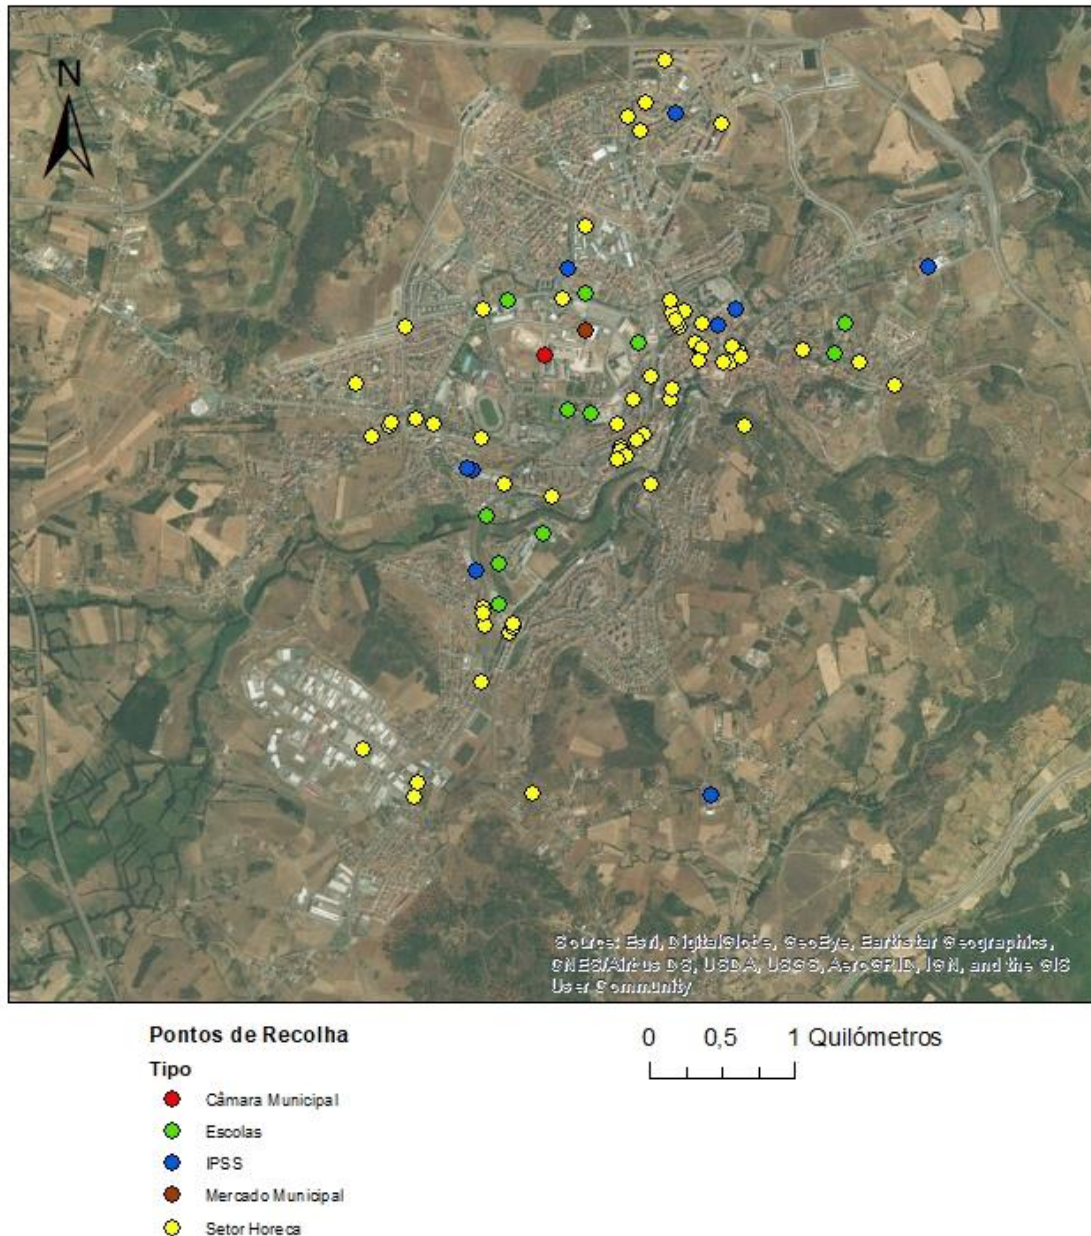 N
Source: Esri, DigitalGlobe, GeoEye, Earthstar Geographics,
CNES/Airbus DS, USDA, USGS, AeroGRID, IGN, and the GIS
User Community
Pontos de Recolha
Tipo
Câmara Municipal
Escolas
IPSS
Mercado Municipal
Setor Horeca
0 0,5 1 Quilómetros